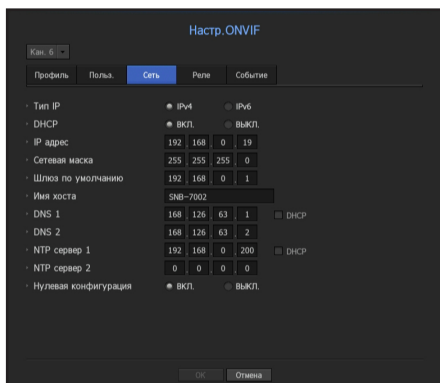 Настр.ONVIF
Кан. 6
Профиль Польз. Сеть Реле Событие
Тип IP IPv4 IPv6
DHCP ВКЛ. ВЫКЛ.
IP адрес 192 . 168 . 0 . 19
Сетевая маска 255 . 255 . 255 . 0
Шлюз по умолчанию 192 . 168 . 0 . 1
Имя хоста SNB-7002
DNS 1 168 . 126 . 63 . 1 DHCP
DNS 2 168 . 126 . 63 . 2
NTP сервер 1 192 . 168 . 0 . 200 DHCP
NTP сервер 2 0 . 0 . 0 . 0
Нулевая конфигурация ВКЛ. ВЫКЛ.
OK Отмена